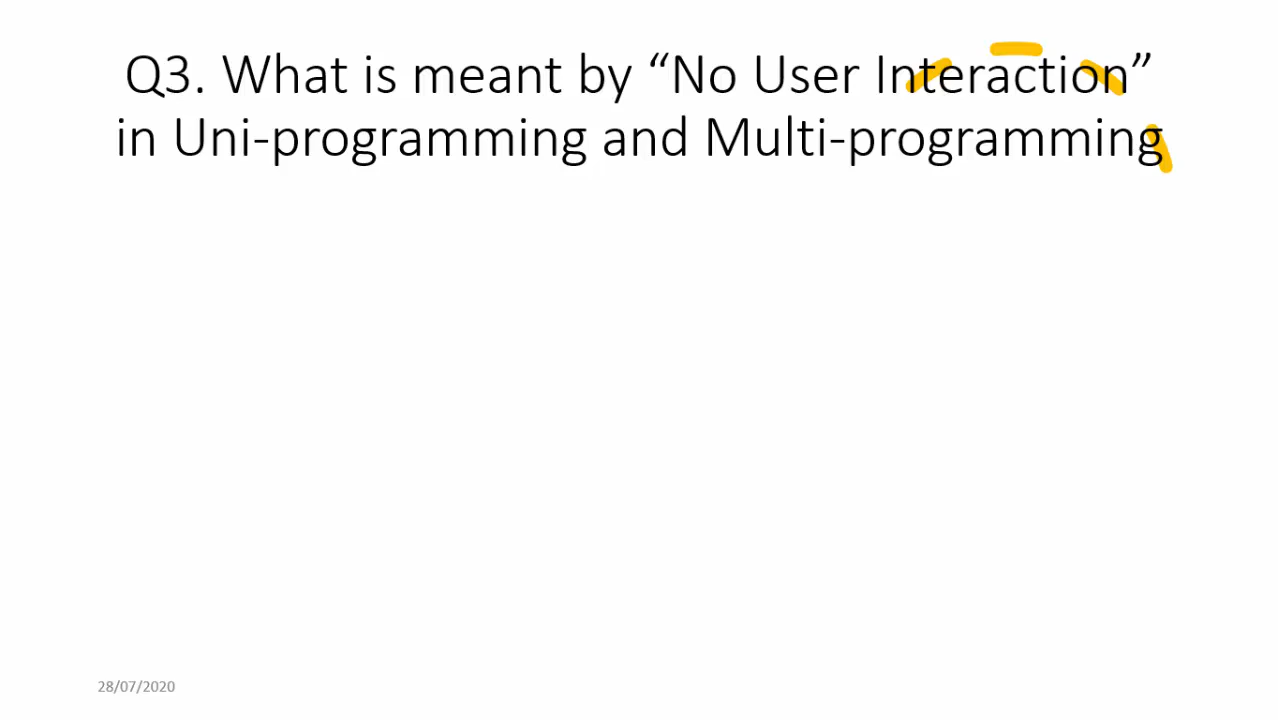 Q3. What is meant by “No User Interaction”
in Uni-programming and Multi-programming
28/07/2020